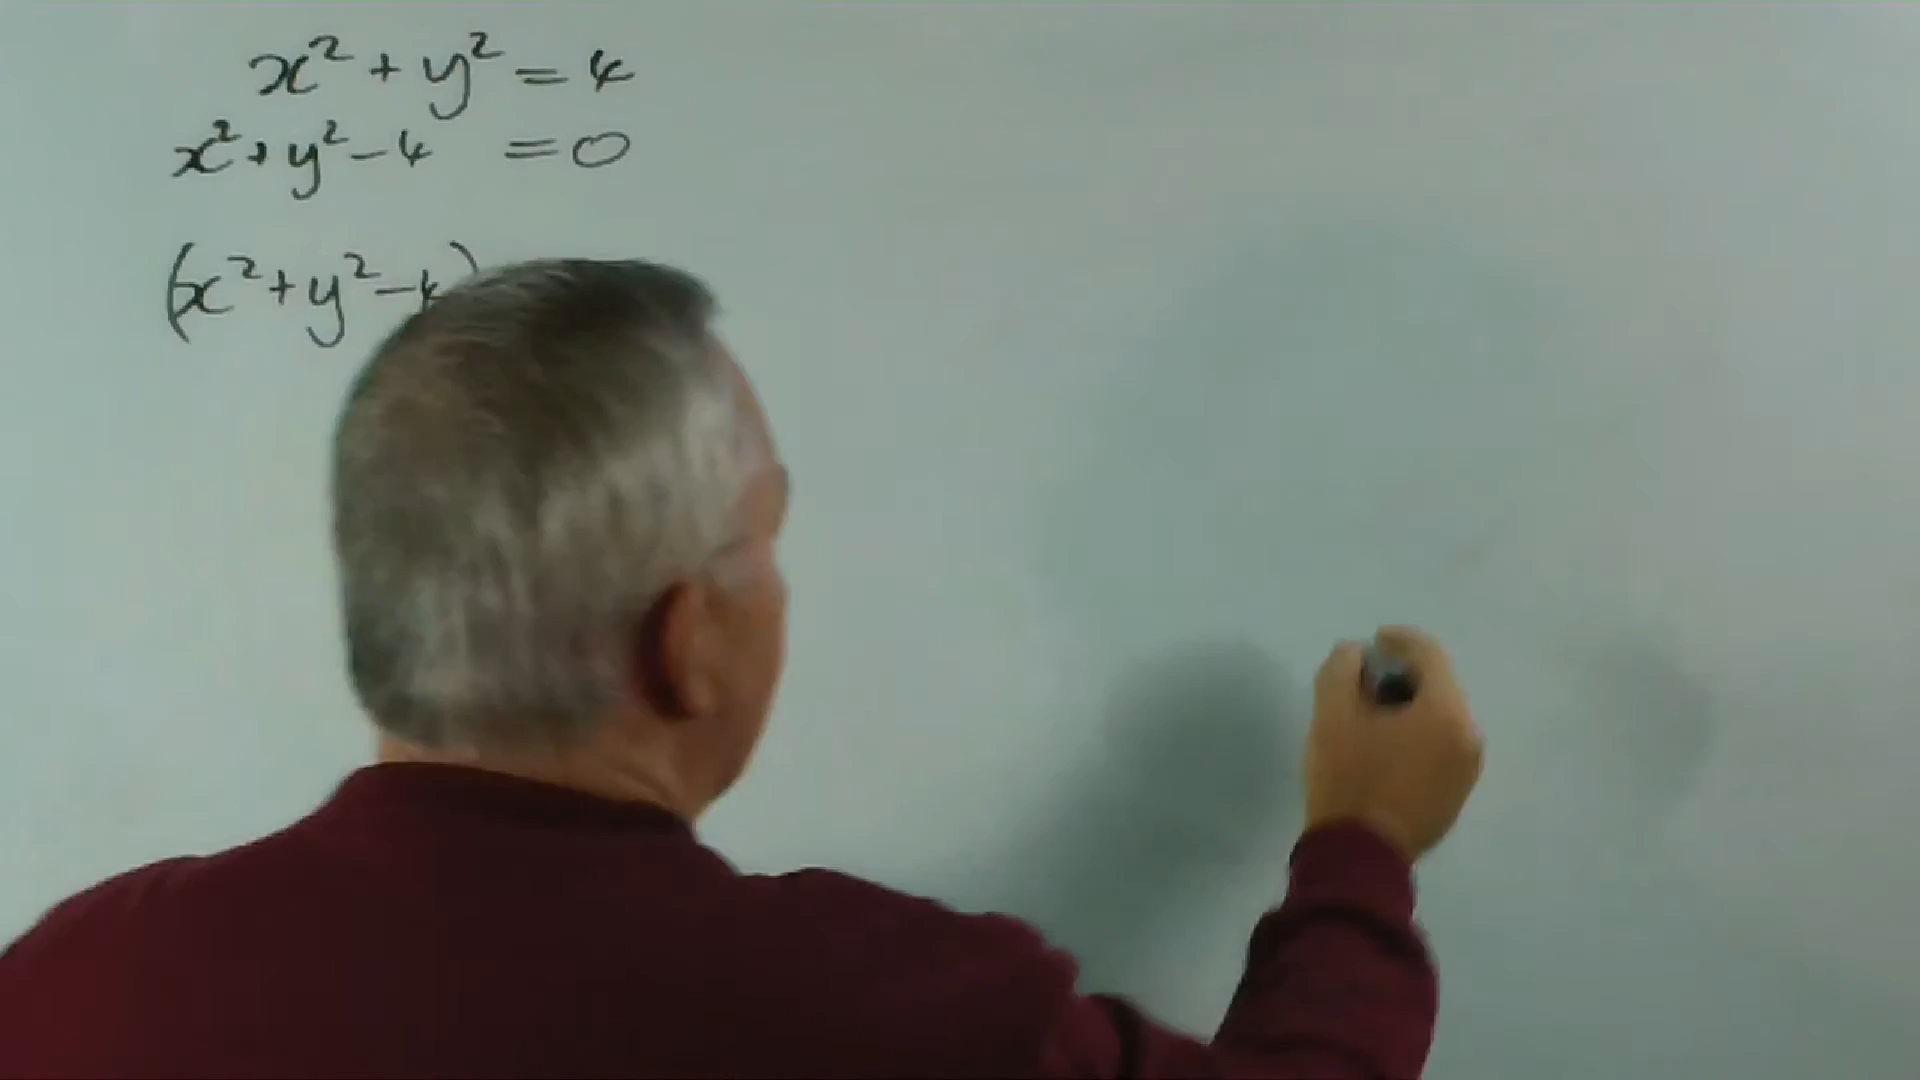 x² + y² = 4
x² + y² - 4 = 0
(x² + y² - 4)